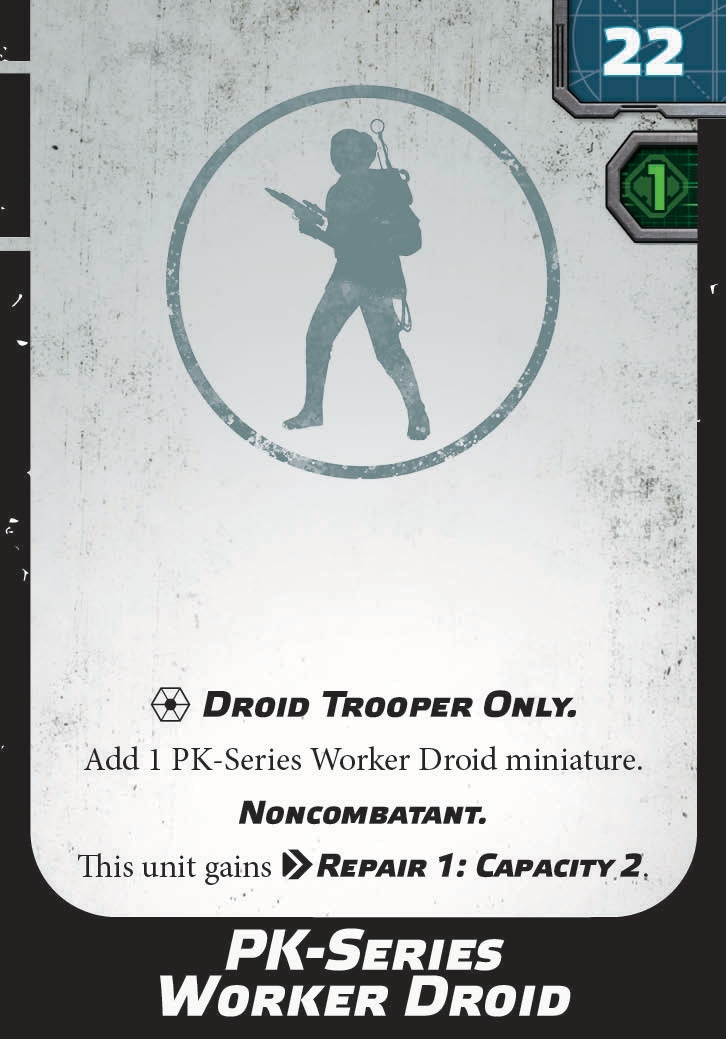 22
1
Droid Trooper Only.
Add 1 PK-Series Worker Droid miniature.
Noncombatant.
This unit gains Repair 1: Capacity 2.
PK-Series
Worker Droid